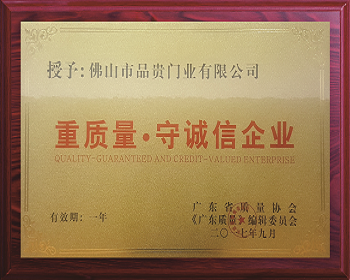 授予:佛山市品贵门业有限公司
重质量·守诚信企业
QUALITY-GUARANTEED AND CREDIT-VALUED ENTERPRISE
广东省质量协会
有效期:一年
《广东质量》编辑委员会
二〇一七年九月